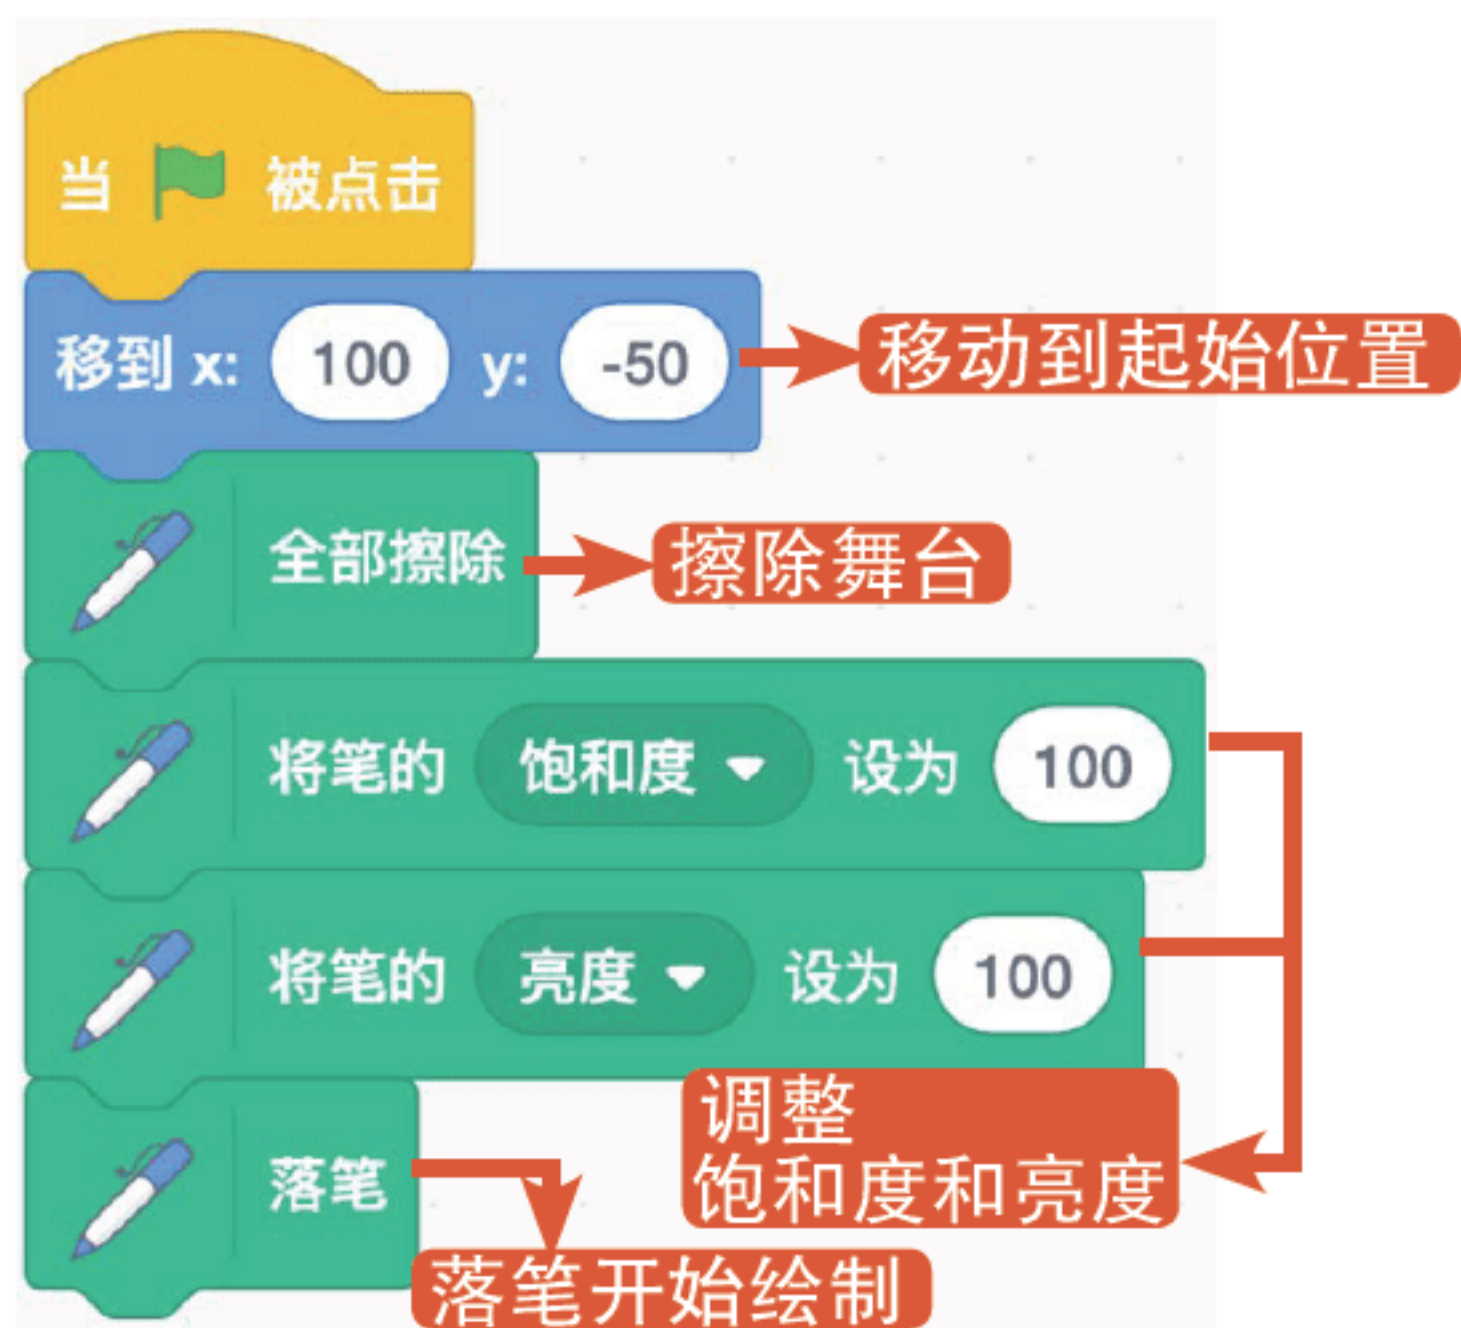 当 被点击
移到 x: 100 y: -50
移动到起始位置
全部擦除
擦除舞台
将笔的 饱和度 设为 100
将笔的 亮度 设为 100
调整
饱和度和亮度
落笔
落笔开始绘制